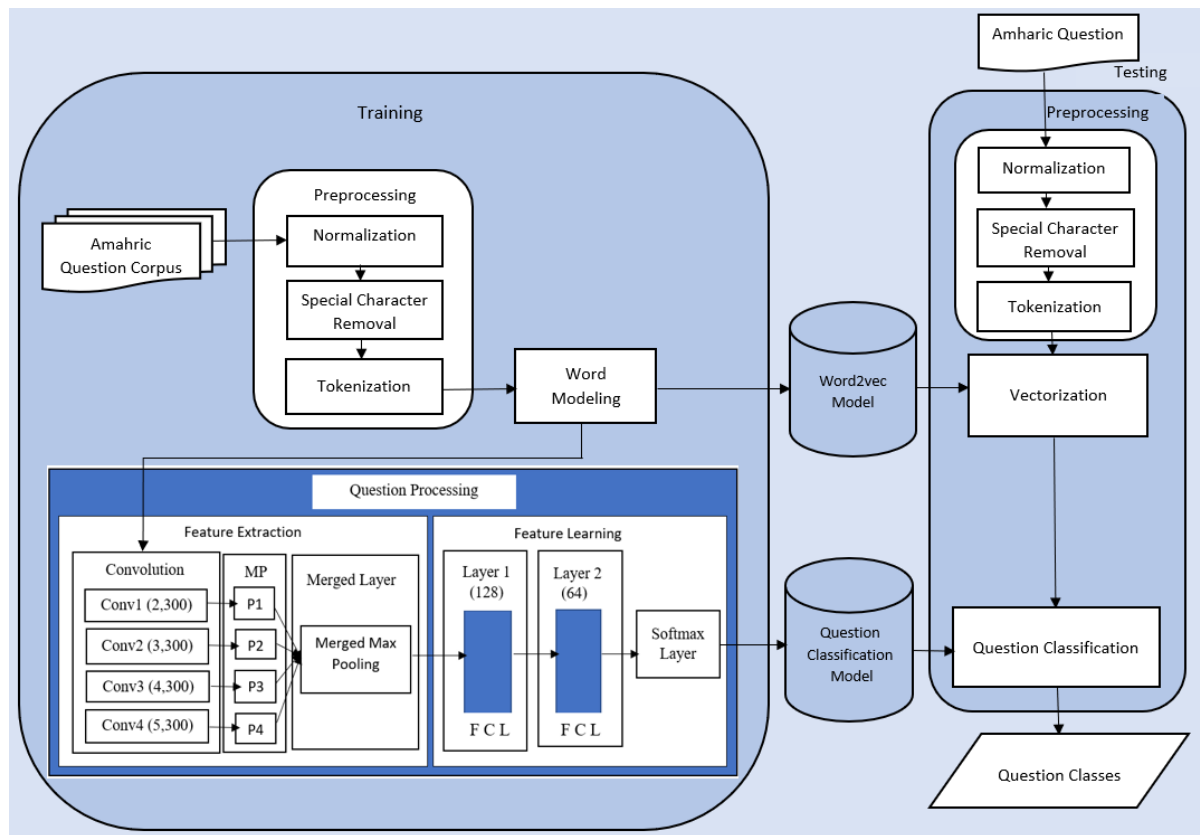 Training
Preprocessing
Amahric
Question Corpus
Normalization
Special Character
Removal
Tokenization
Word
Modeling
Question Processing
Feature Extraction
Convolution
Conv1 (2,300)
Conv2 (3,300)
Conv3 (4,300)
Conv4 (5,300)
MP
P1
P2
P3
P4
Merged Layer
Merged Max
Pooling
Feature Learning
Layer 1
(128)
F C L
Layer 2
(64)
F C L
Softmax
Layer
Word2vec
Model
Question
Classification
Model
Amharic Question
Testing
Preprocessing
Normalization
Special Character
Removal
Tokenization
Vectorization
Question Classification
Question Classes